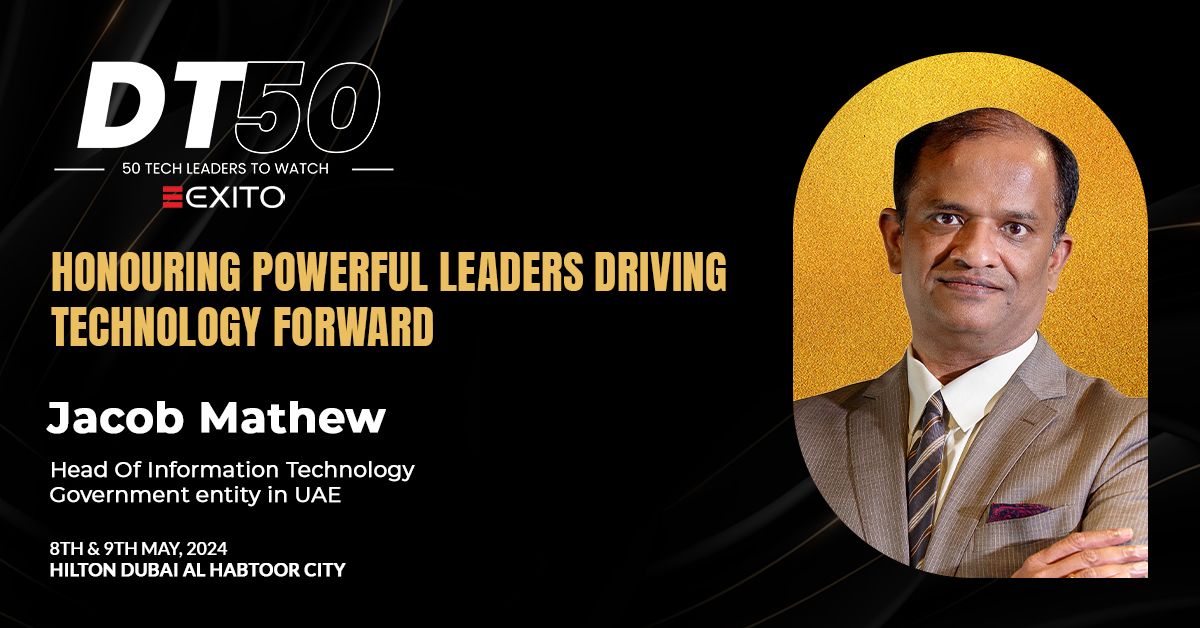 DT50
50 TECH LEADERS TO WATCH
EXITO
HONOURING POWERFUL LEADERS DRIVING
TECHNOLOGY FORWARD
Jacob Mathew
Head Of Information Technology
Government entity in UAE
8TH & 9TH MAY, 2024
HILTON DUBAI AL HABTOOR CITY